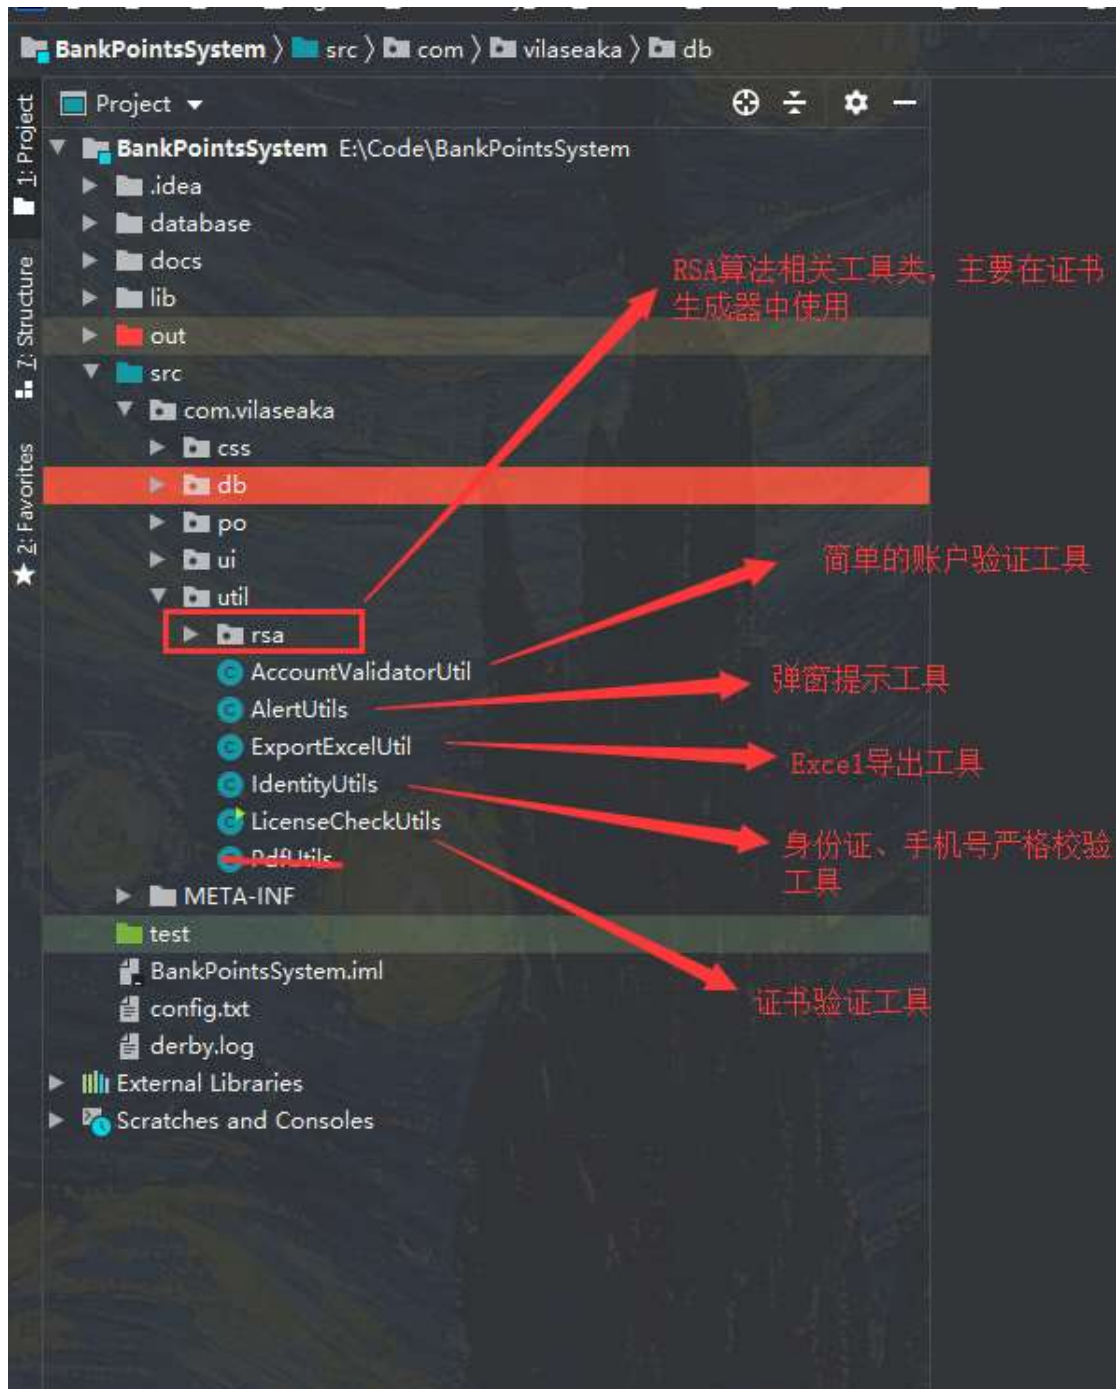 BankPointsSystem 〉 src 〉 com 〉 vilaseaka 〉 db
1: Project
7: Structure
2: Favorites
Project
BankPointsSystem E:\Code\BankPointsSystem
.idea
database
docs
lib
out
src
com.vilaseaka
css
db
po
ui
util
rsa
AccountValidatorUtil
AlertUtils
ExportExcelUtil
IdentityUtils
LicenseCheckUtils
PdfUtils
META-INF
test
BankPointsSystem.iml
config.txt
derby.log
External Libraries
Scratches and Consoles
RSA算法相关工具类，主要在证书
生成器中使用
简单的账户验证工具
弹窗提示工具
Excel导出工具
身份证、手机号严格校验
工具
证书验证工具